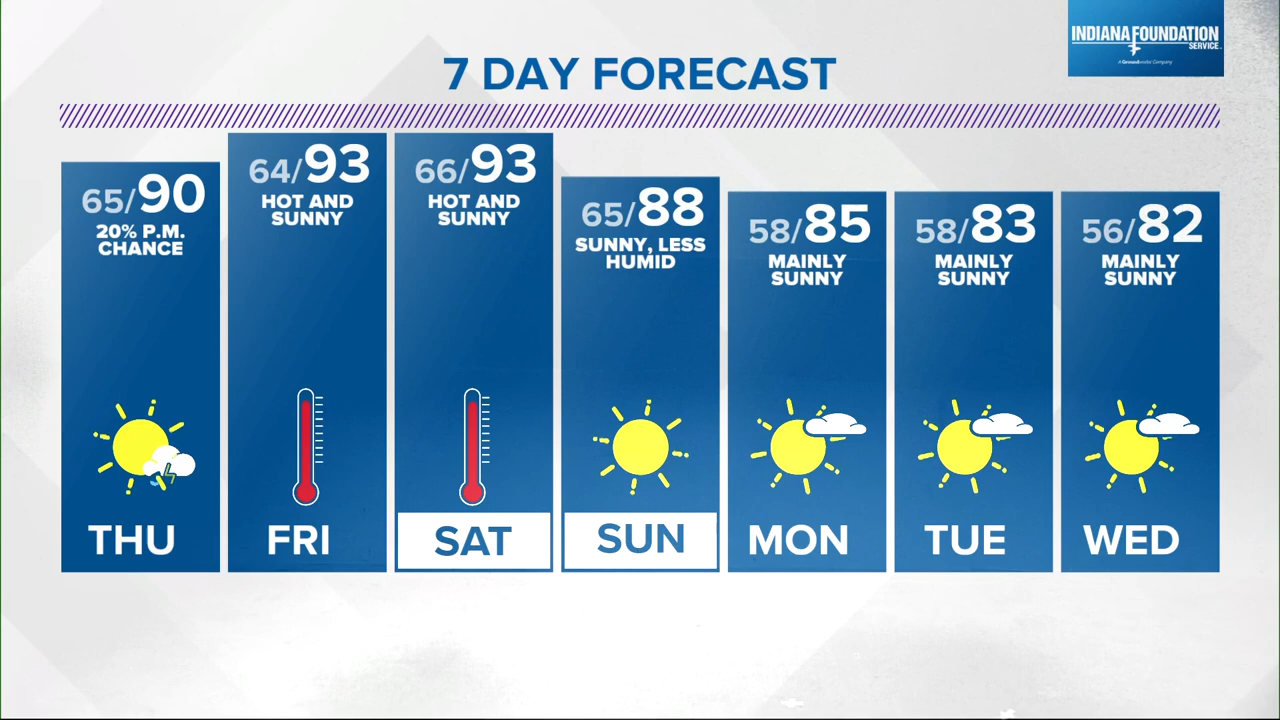 INDIANA FOUNDATION
SERVICE
A Groundworks Company
7 DAY FORECAST
65/90
20% P.M.
CHANCE
THU
64/93
HOT AND
SUNNY
FRI
66/93
HOT AND
SUNNY
SAT
65/88
SUNNY, LESS
HUMID
SUN
58/85
MAINLY
SUNNY
MON
58/83
MAINLY
SUNNY
TUE
56/82
MAINLY
SUNNY
WED